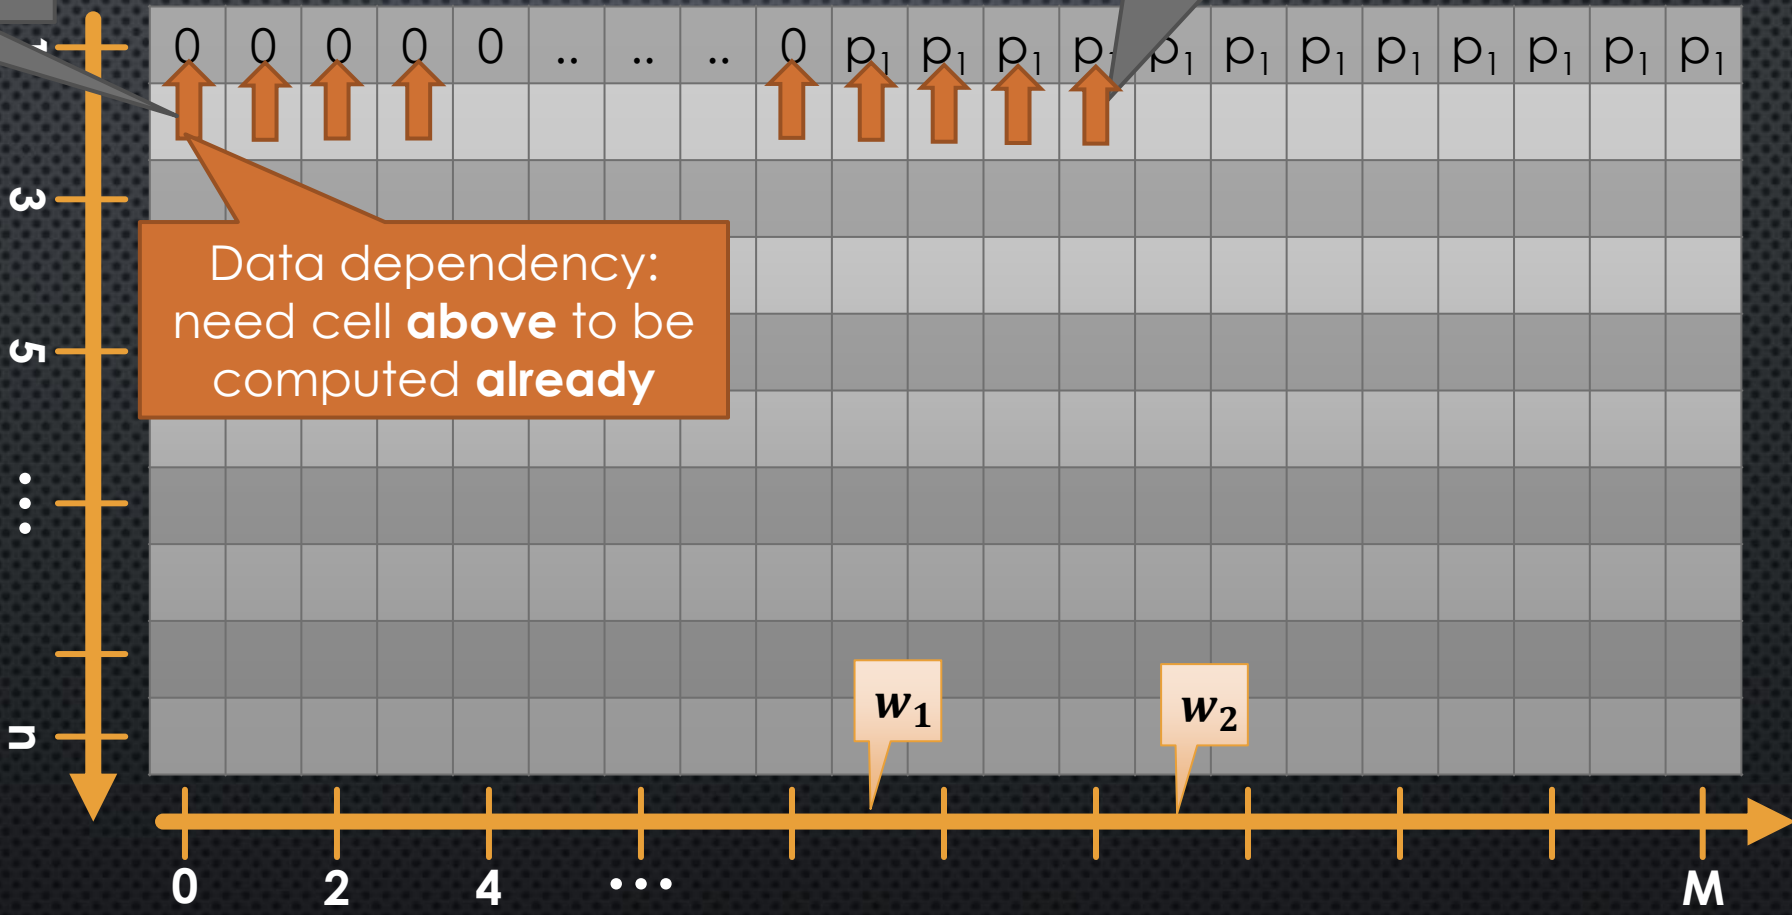 0 0 0 0 0 .. .. .. 0 p₁ p₁ p₁ p₁ p₁ p₁ p₁ p₁ p₁ p₁ p₁ p₁
Data dependency:
need cell above to be
computed already
3
5
...
n
w₁
w₂
0 2 4 ... M